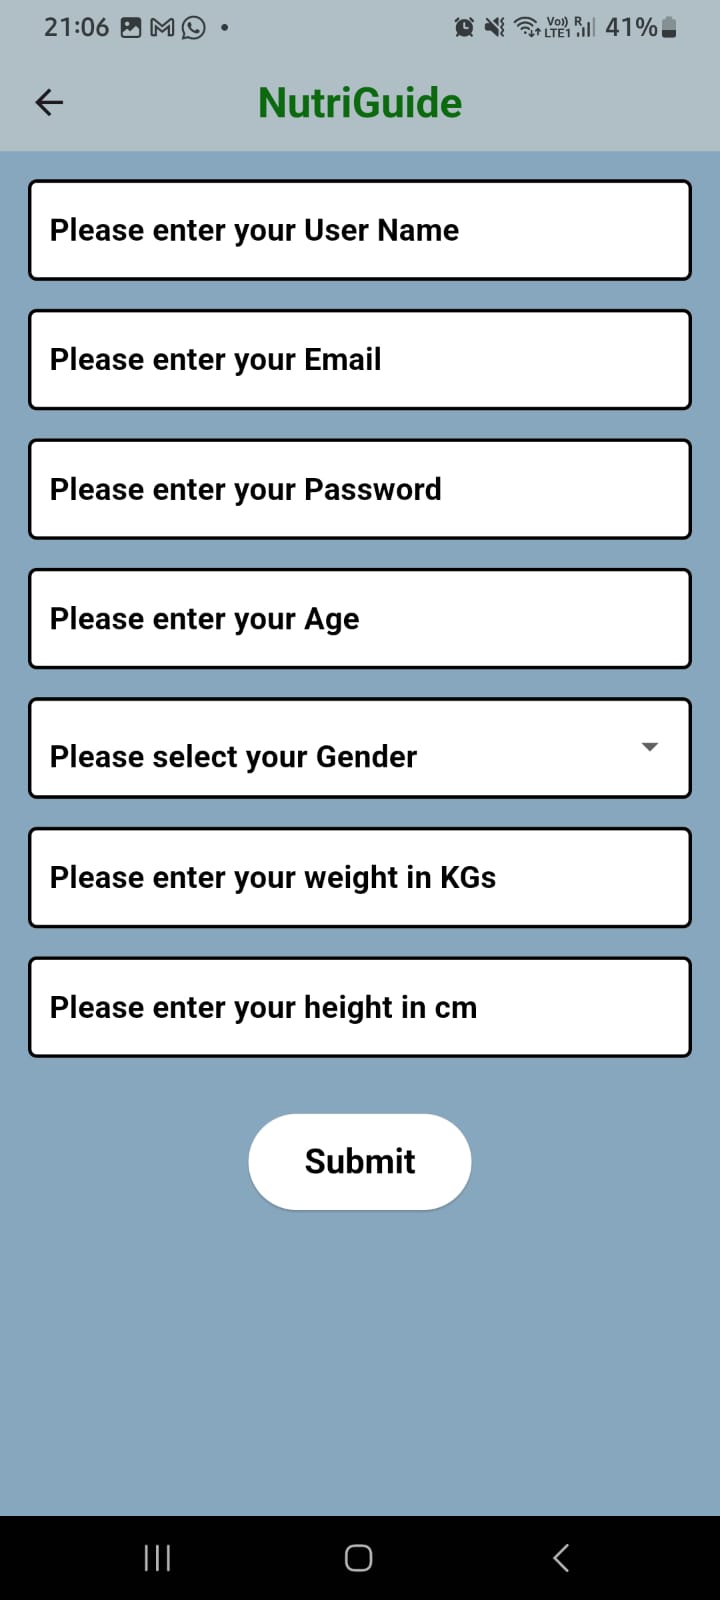 21:06 Vo)) R LTE1 41%
NutriGuide
Please enter your User Name
Please enter your Email
Please enter your Password
Please enter your Age
Please select your Gender
Please enter your weight in KGs
Please enter your height in cm
Submit